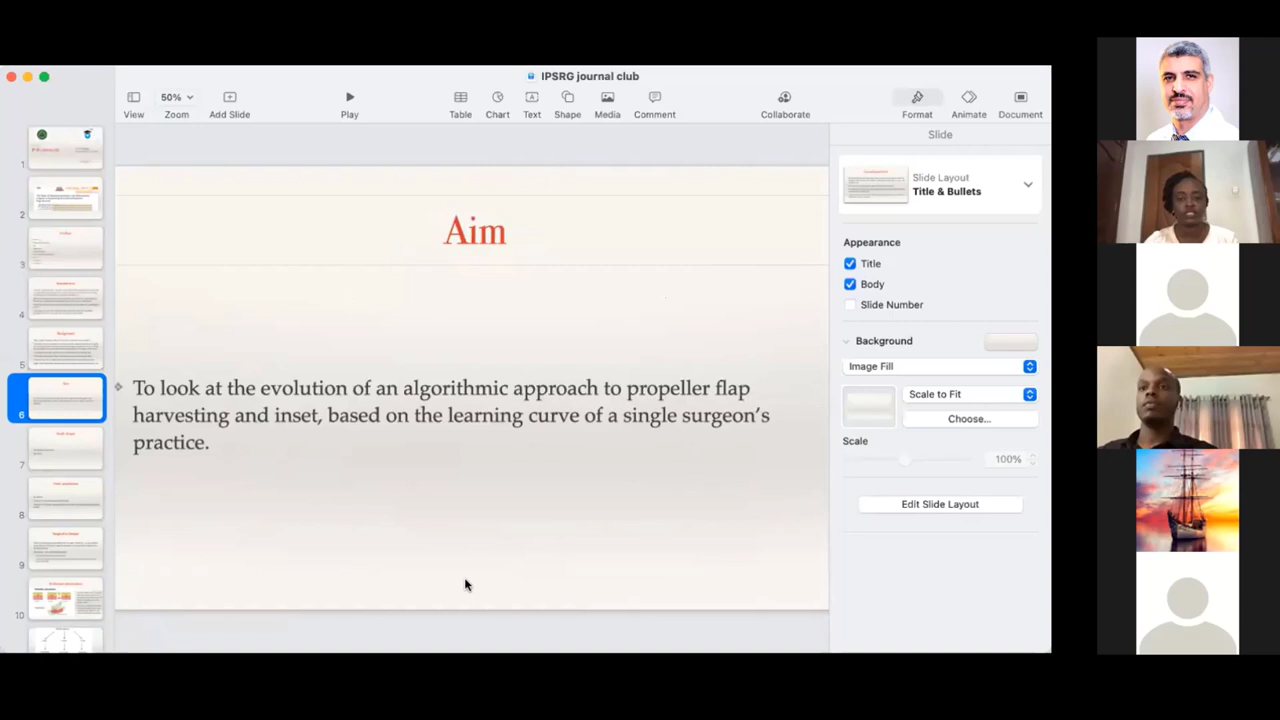 IPSRG journal club
50%
View
Zoom
Add Slide
Play
Table
Chart
Text
Shape
Media
Comment
Collaborate
Format
Animate
Document
1
2
3
4
5
6
7
8
9
10
Aim
To look at the evolution of an algorithmic approach to propeller flap
harvesting and inset, based on the learning curve of a single surgeon's
practice.
Slide
Slide Layout
Title & Bullets
Appearance
Title
Body
Slide Number
Background
Image Fill
Scale to Fit
Choose...
Scale
100%
Edit Slide Layout